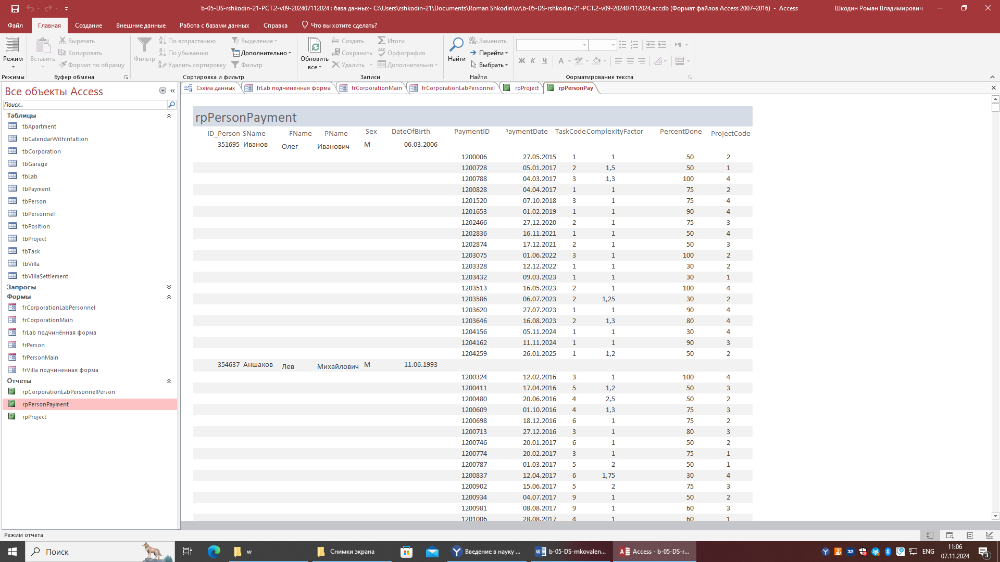 b-05-DS-rshkodin-21-РСТ.2-v09-202407112024 : база данных- C:\Users\rshkodin-21\Documents\Roman Shkodin\w\b-05-DS-rshkodin-21-РСТ.2-v09-202407112024.accdb (Формат файлов Access 2007–2016) - Access
Шкодин Роман Владимирович
Файл Главная Создание Внешние данные Работа с базами данных Справка Что вы хотите сделать?
Режим
Вставить
Вырезать
Копировать
Формат по образцу
Фильтр
По возрастанию
По убыванию
Удалить сортировку
Выделение
Дополнительно
Фильтр
Обновить все
Создать
Сохранить
Удалить
Итоги
Орфография
Дополнительно
Найти
Заменить
Перейти
Выбрать
Ж К Ч
Режимы Буфер обмена Сортировка и фильтр Записи Найти Форматирование текста
Все объекты Access
Поиск...
Таблицы
tbApartment
tbCalendarWithInfaltion
tbCorporation
tbGarage
tbLab
tbPayment
tbPerson
tbPersonnel
tbPosition
tbProject
tbTask
tbVilla
tbVillaSettlement
Запросы
Формы
frCorporationLabPersonnel
frCorporationMain
frLab подчинённая форма
frPerson
frPersonMain
frVilla подчиненная форма
Отчеты
rpCorporationLabPersonnelPerson
rpPersonPayment
rpProject
Схема данных frLab подчиненная форма frCorporationMain frCorporationLabPersonnel rpProject rpPersonPay
rpPersonPayment
ID_Person SName FName PName Sex DateOfBirth PaymentID PaymentDate TaskCode ComplexityFactor PercentDone ProjectCode
351695 Иванов Олег Иванович М 06.03.2006
1200006 27.05.2015 1 1 50 2
1200728 05.01.2017 2 1,5 50 1
1200788 04.03.2017 3 1,3 100 4
1200828 04.04.2017 1 1 75 2
1201520 07.10.2018 3 1 75 4
1201653 01.02.2019 1 1 90 4
1202466 27.12.2020 2 1 75 3
1202836 16.11.2021 1 1 50 4
1202874 17.12.2021 2 1 50 3
1203075 01.06.2022 3 1 100 2
1203328 12.12.2022 1 1 30 2
1203432 09.03.2023 1 1 30 1
1203513 16.05.2023 2 1 100 4
1203586 06.07.2023 2 1,25 30 2
1203620 27.07.2023 1 1 90 4
1203646 16.08.2023 2 1,3 80 4
1204156 05.11.2024 1 1 30 4
1204162 11.11.2024 1 1 90 3
1204259 26.01.2025 1 1,2 50 2
354637 Аншаков Лев Михайлович М 11.06.1993
1200324 12.02.2016 3 1 100 4
1200411 17.04.2016 5 1,2 50 3
1200480 20.06.2016 4 2,5 50 2
1200609 01.10.2016 4 1,3 75 3
1200698 18.12.2016 6 1 75 2
1200713 27.12.2016 3 1 80 3
1200746 20.01.2017 6 1 50 2
1200774 20.02.2017 3 1 75 1
1200787 01.03.2017 5 2 50 1
1200837 12.04.2017 6 1,75 30 4
1200902 15.06.2017 5 2 75 3
1200934 04.07.2017 9 1 50 2
1200981 08.08.2017 9 1 60 3
1201006 28.08.2017 4 1 60 1
Режим отчета
Поиск
w
Снимки экрана
Введение в науку ...
b-05-DS-mkovalen...
Access - b-05-DS-r...
ENG
11:06
07.11.2024
3